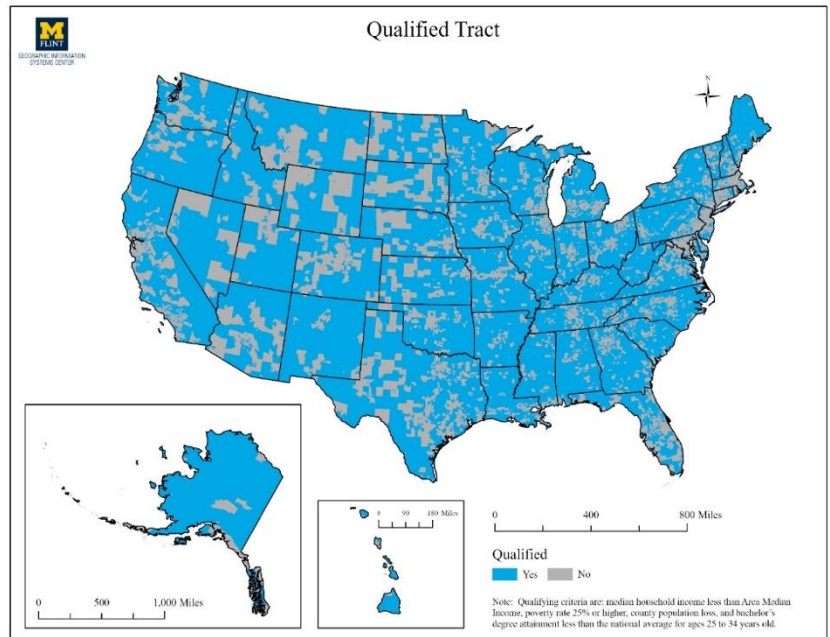 M
FLINT
GEOGRAPHIC INFORMATION
SYSTEMS CENTER
Qualified Tract
N
0 90 180 Miles
0 400 800 Miles
0 500 1,000 Miles
Qualified
Yes No
Note: Qualifying criteria are: median household income less than Area Median
Income, poverty rate 25% or higher, county population loss, and bachelor's
degree attainment less than the national average for ages 25 to 34 years old.